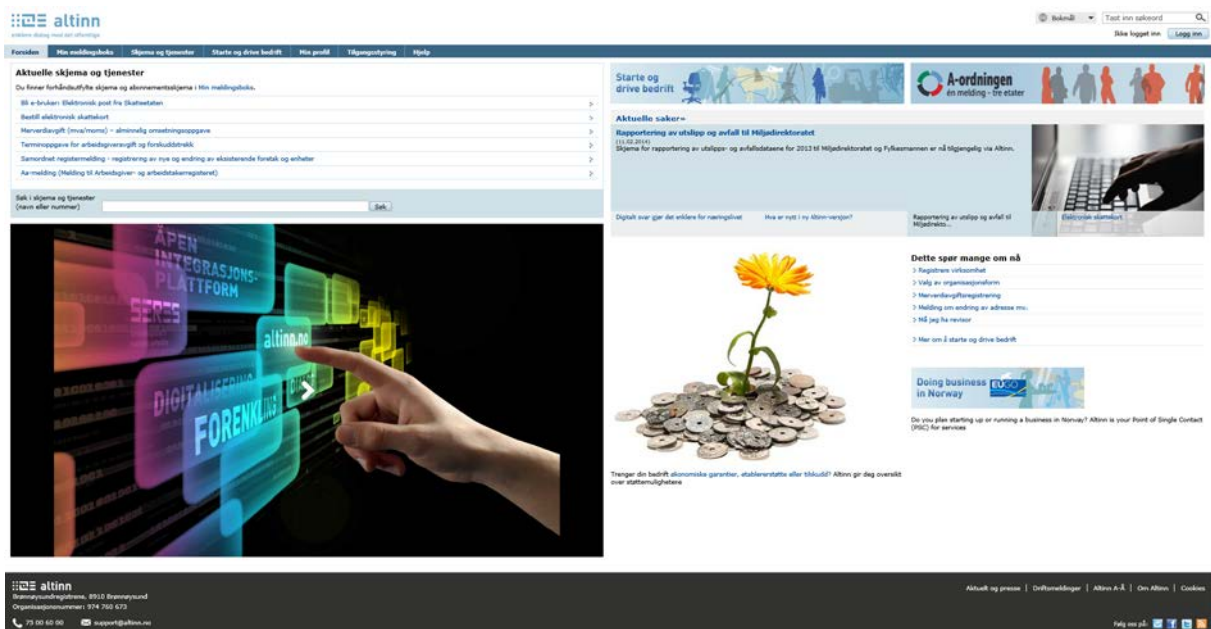 altinn
enklere dialog med det offentlige
Bokmål
Tast inn søkeord
Ikke logget inn
Logg inn
Forsiden
Min meldingsboks
Skjema og tjenester
Starte og drive bedrift
Min profil
Tilgangsstyring
Hjelp
Aktuelle skjema og tjenester
Du finner forhåndsutfylte skjema og abonnementsskjema i Min meldingsboks.
Bli e-bruker: Elektronisk post fra Skatteetaten
Bestill elektronisk skattekort
Merverdiavgift (mva/moms) - alminnelig omsetningsoppgave
Terminoppgave for arbeidsgiveravgift og forskuddstrekk
Samordnet registermelding - registrering av nye og endring av eksisterende foretak og enheter
Aa-melding (Melding til Arbeidsgiver- og arbeidstakerregisteret)
Søk i skjema og tjenester
(navn eller nummer)
Søk
ÅPEN
INTEGRASJONS-
PLATTFORM
SERES
altinn.no
DIGITALISERING
FORENKLING
Starte og
drive bedrift
A-ordningen
én melding - tre etater
Aktuelle saker»
Rapportering av utslipp og avfall til Miljødirektoratet
(11.02.2014)
Skjema for rapportering av utslipps- og avfallsdataene for 2013 til Miljødirektoratet og Fylkesmannen er nå tilgjengelig via Altinn.
Digitalt svar gjør det enklere for næringslivet
Hva er nytt i ny Altinn-versjon?
Rapportering av utslipp og avfall til
Miljødirekto...
Elektronisk skattekort
Trenger din bedrift økonomiske garantier, etablererstøtte eller tilskudd? Altinn gir deg oversikt
over støttemulighetene
Dette spør mange om nå
> Registrere virksomhet
> Valg av organisasjonsform
> Merverdiavgiftsregistrering
> Melding om endring av adresse mv.
> Må jeg ha revisor
> Mer om å starte og drive bedrift
Doing business
in Norway
EUGO
Do you plan starting up or running a business in Norway? Altinn is your Point of Single Contact
(PSC) for services
altinn
Brønnøysundregistrene, 8910 Brønnøysund
Organisasjonsnummer: 974 760 673
75 00 60 00
support@altinn.no
Aktuelt og presse | Driftsmeldinger | Altinn A-Å | Om Altinn | Cookies
Følg oss på: